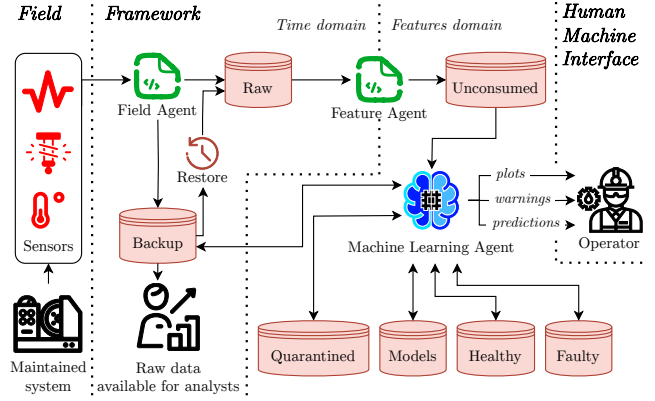 Field
Framework
Time domain
Features domain
Human
Machine
Interface
Sensors
Field Agent
Raw
Feature Agent
Unconsumed
Restore
Backup
plots
warnings
predictions
Machine Learning Agent
Operator
Maintained
system
Raw data
available for analysts
Quarantined
Models
Healthy
Faulty